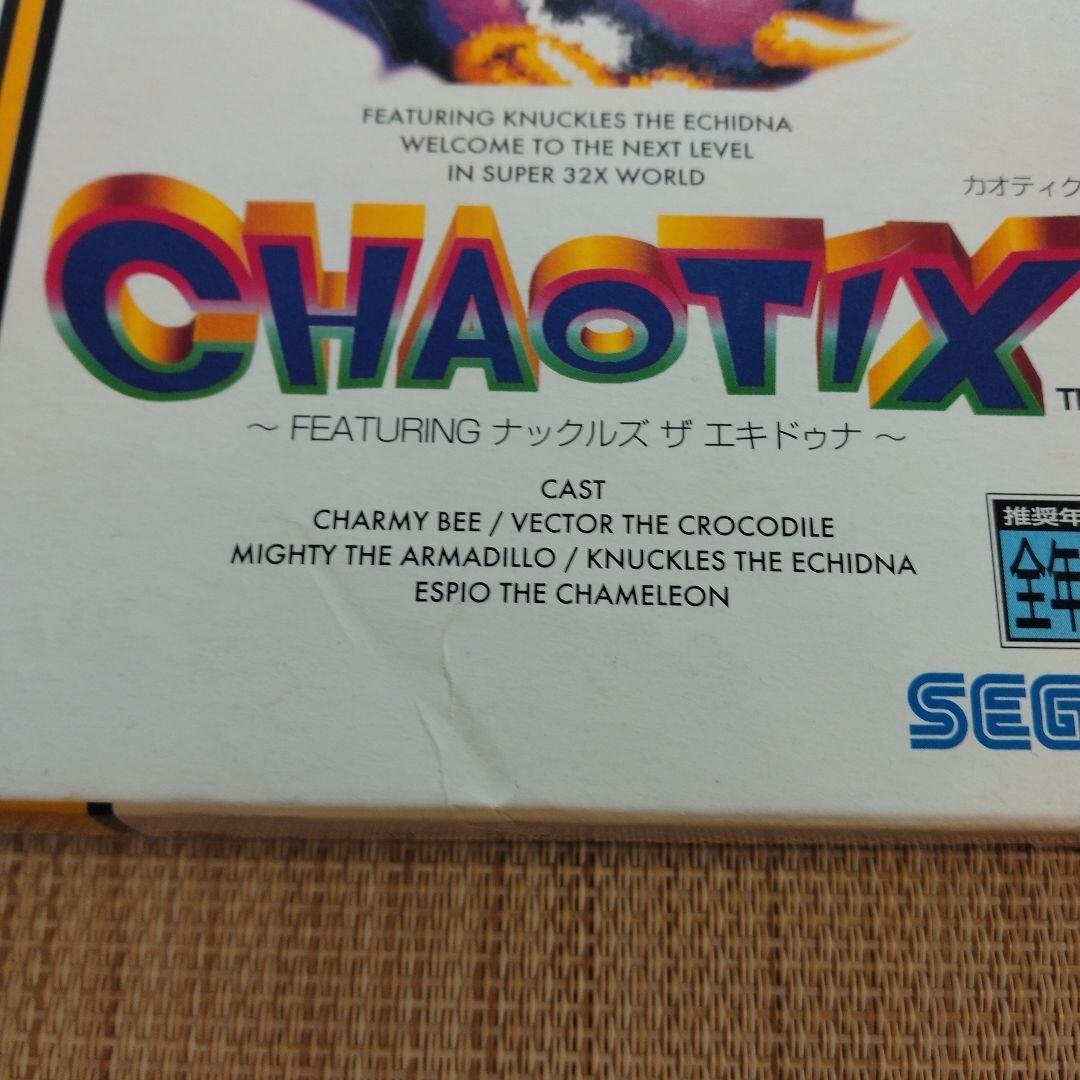 FEATURING KNUCKLES THE ECHIDNA
WELCOME TO THE NEXT LEVEL
IN SUPER 32X WORLD
カオティク
CHAOTIX
～ FEATURING ナックルズ ザ エキドゥナ ～
CAST
CHARMY BEE / VECTOR THE CROCODILE
MIGHTY THE ARMADILLO / KNUCKLES THE ECHIDNA
ESPIO THE CHAMELEON
推奨年
全年
SEG